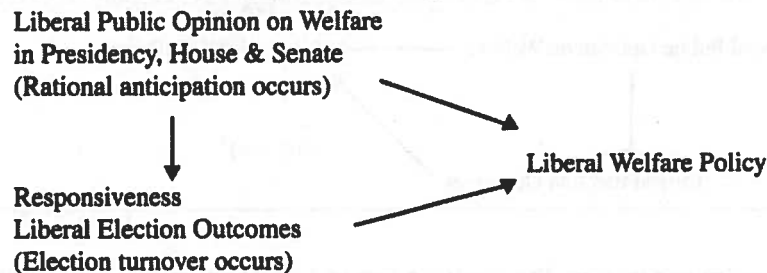 Liberal Public Opinion on Welfare
in Presidency, House & Senate
(Rational anticipation occurs)
Liberal Welfare Policy
Responsiveness
Liberal Election Outcomes
(Election turnover occurs)